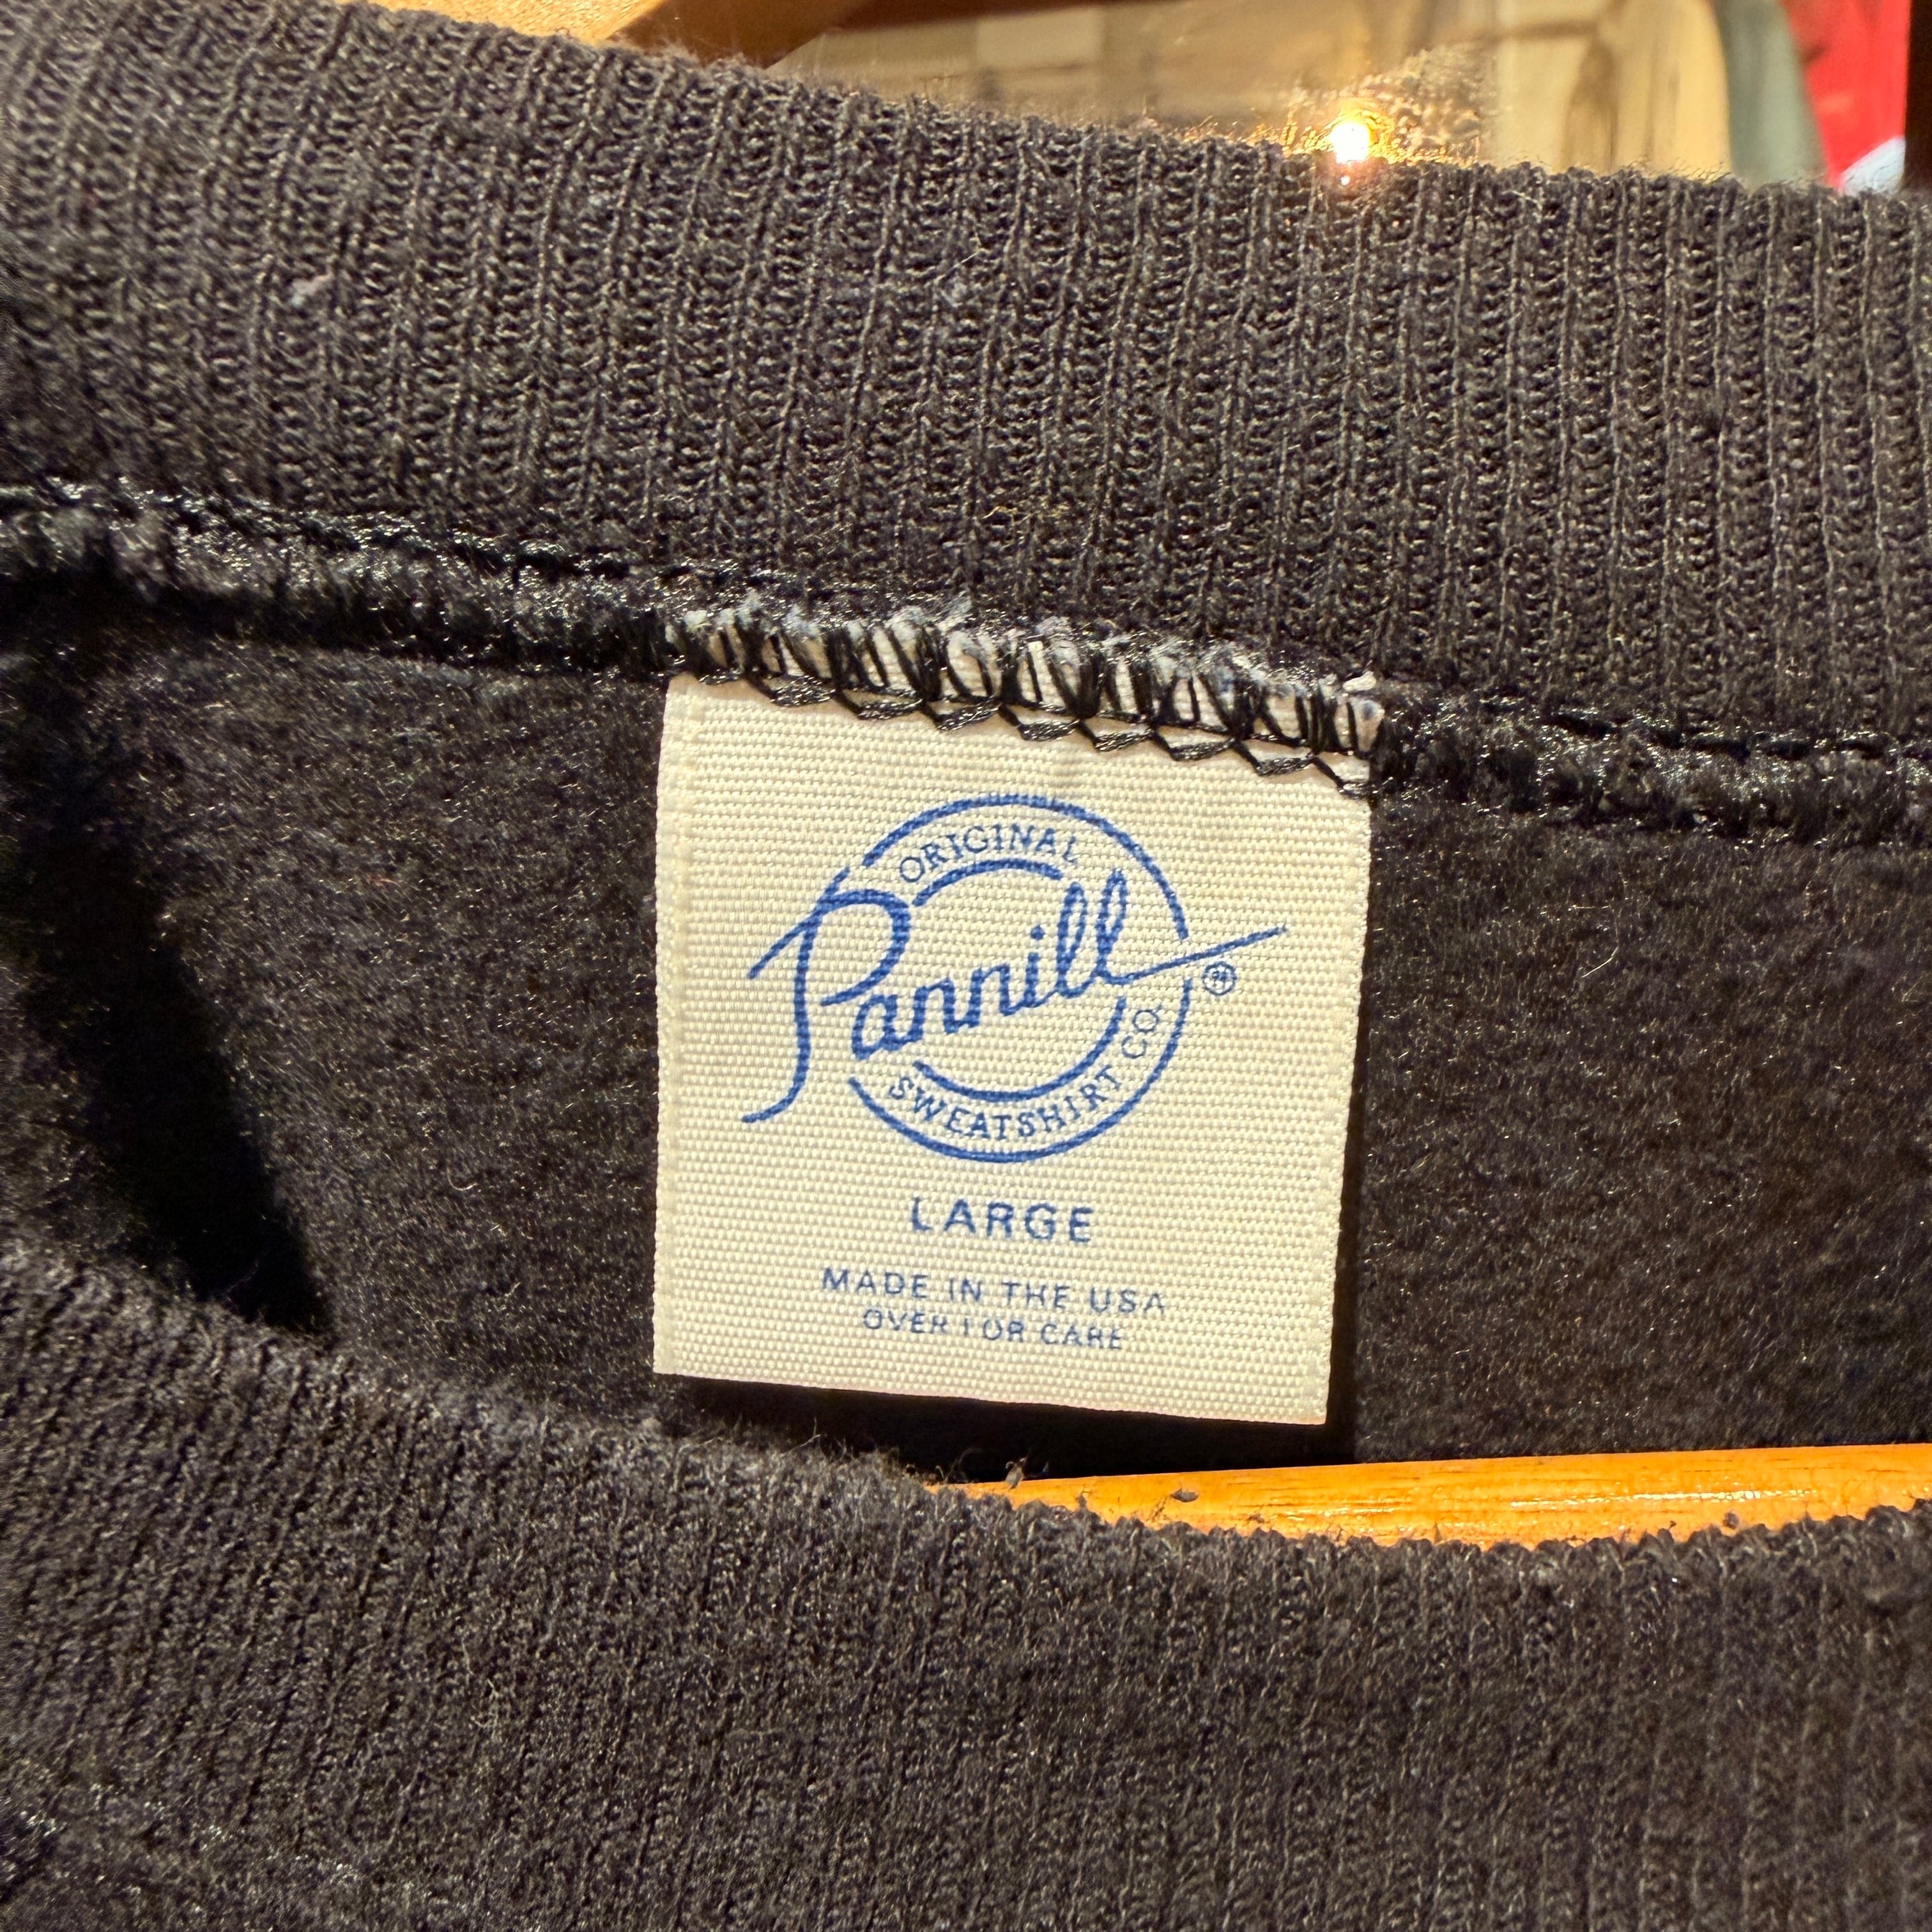 ORIGINAL
Pannill
SWEATSHIRT CO.
LARGE
MADE IN THE USA
OVER FOR CARE